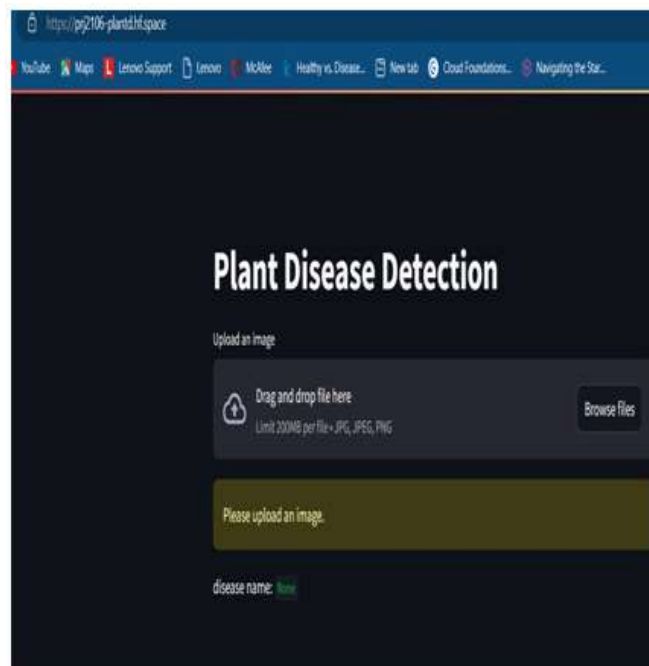 https://prj2106-plantd.hf.space
YouTube Maps Lenovo Support Lenovo McAfee Healthy vs. Disease... New tab Cloud Foundations... Navigating the Star...
Plant Disease Detection
Upload an image
Drag and drop file here
Limit 200MB per file • JPG, JPEG, PNG
Browse files
Please upload an image.
disease name: None